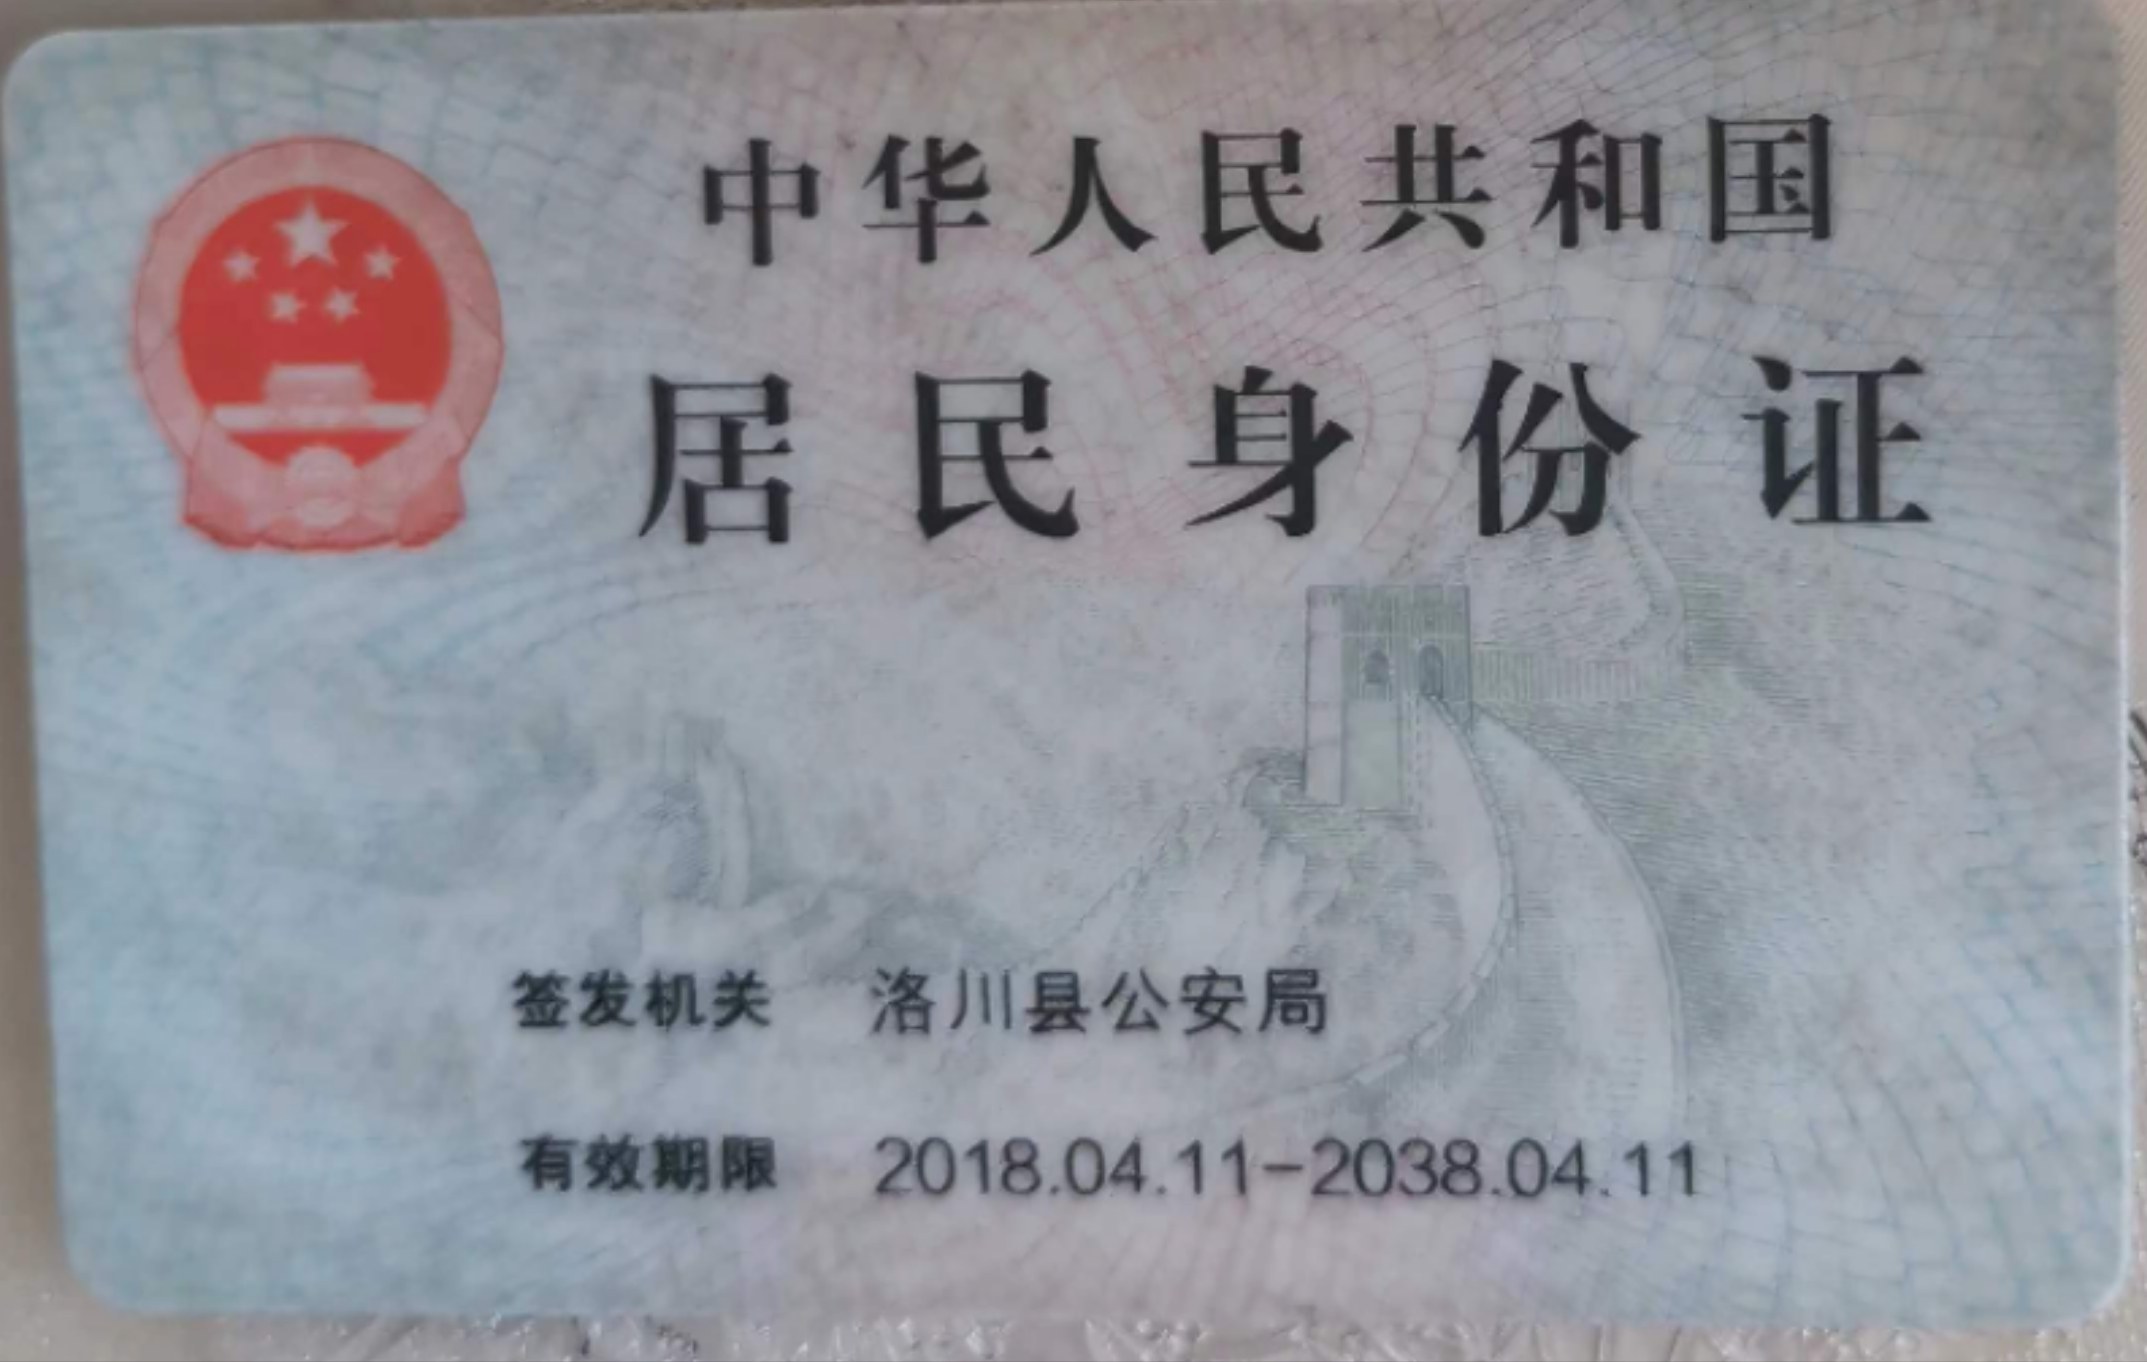 中华人民共和国
居民身份证
签发机关 洛川县公安局
有效期限 2018.04.11-2038.04.11